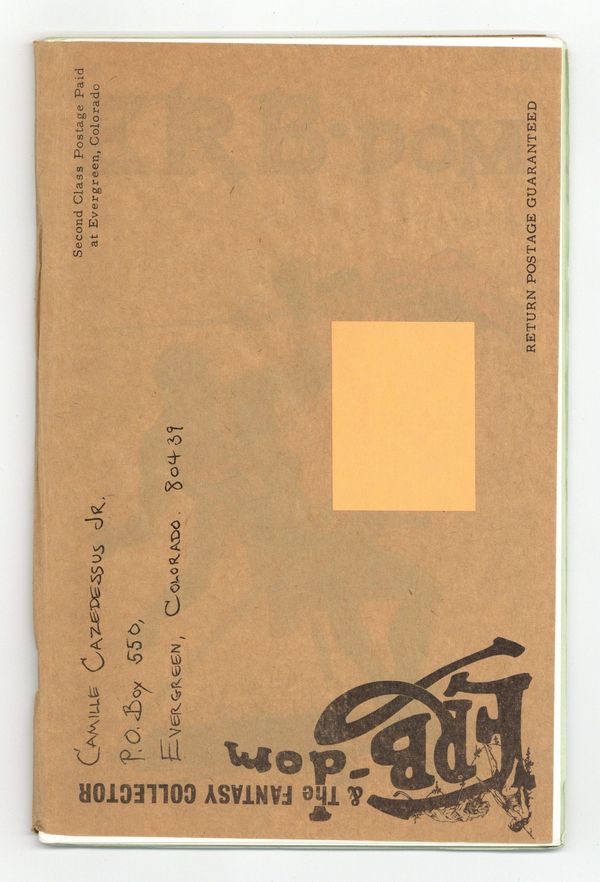 ERB-dom
& The FANTASY COLLECTOR
CAMILLE CAZEDESSUS JR.
P.O. BOX 550,
EVERGREEN, COLORADO. 80439
Second Class Postage Paid
at Evergreen, Colorado
RETURN POSTAGE GUARANTEED